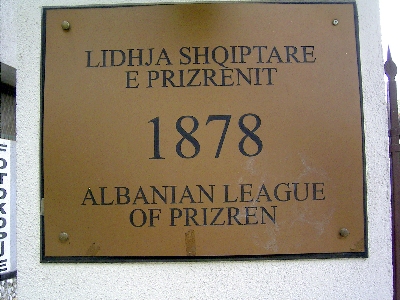 LIDHJA SHQIPTARE
E PRIZRENIT
1878
ALBANIAN LEAGUE
OF PRIZREN